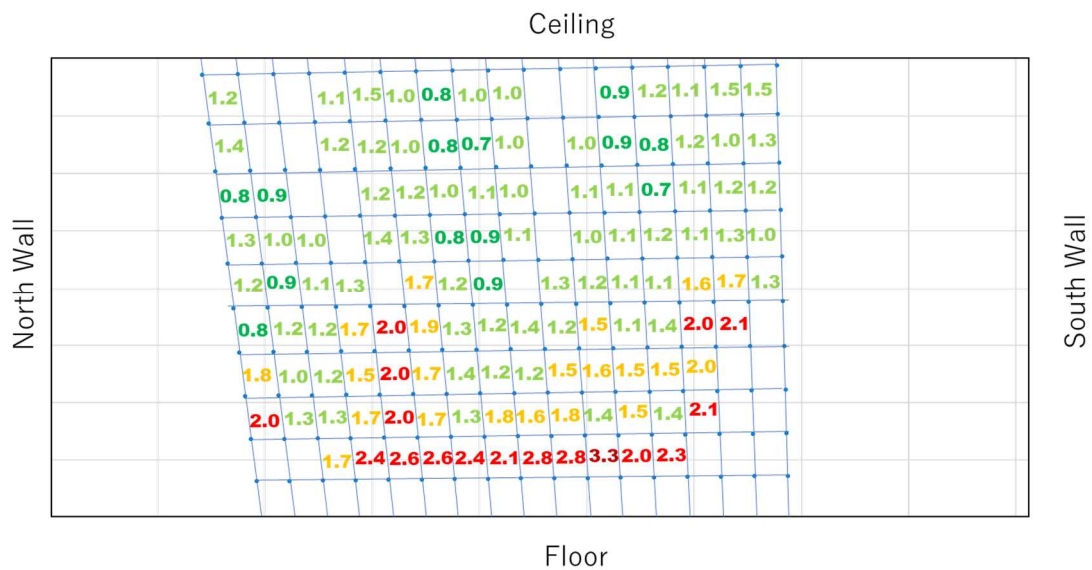 Ceiling
North Wall
South Wall
1.2 1.1 1.5 1.0 0.8 1.0 1.0 0.9 1.2 1.1 1.5 1.5
1.4 1.2 1.2 1.0 0.8 0.7 1.0 1.0 0.9 0.8 1.2 1.0 1.3
0.8 0.9 1.2 1.2 1.0 1.1 1.0 1.1 1.1 0.7 1.1 1.2 1.2
1.3 1.0 1.0 1.4 1.3 0.8 0.9 1.1 1.0 1.1 1.2 1.1 1.3 1.0
1.2 0.9 1.1 1.3 1.7 1.2 0.9 1.3 1.2 1.1 1.1 1.6 1.7 1.3
0.8 1.2 1.2 1.7 2.0 1.9 1.3 1.2 1.4 1.2 1.5 1.1 1.4 2.0 2.1
1.8 1.0 1.2 1.5 2.0 1.7 1.4 1.2 1.2 1.5 1.6 1.5 1.5 2.0
2.0 1.3 1.3 1.7 2.0 1.7 1.3 1.8 1.6 1.8 1.4 1.5 1.4 2.1
1.7 2.4 2.6 2.6 2.4 2.1 2.8 2.8 3.3 2.0 2.3
Floor